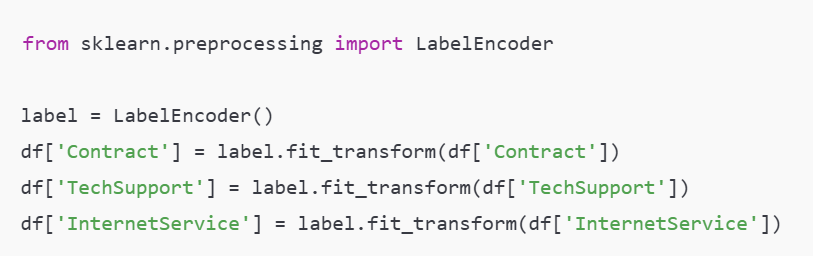 from sklearn.preprocessing import LabelEncoder
label = LabelEncoder()
df['Contract'] = label.fit_transform(df['Contract'])
df['TechSupport'] = label.fit_transform(df['TechSupport'])
df['InternetService'] = label.fit_transform(df['InternetService'])